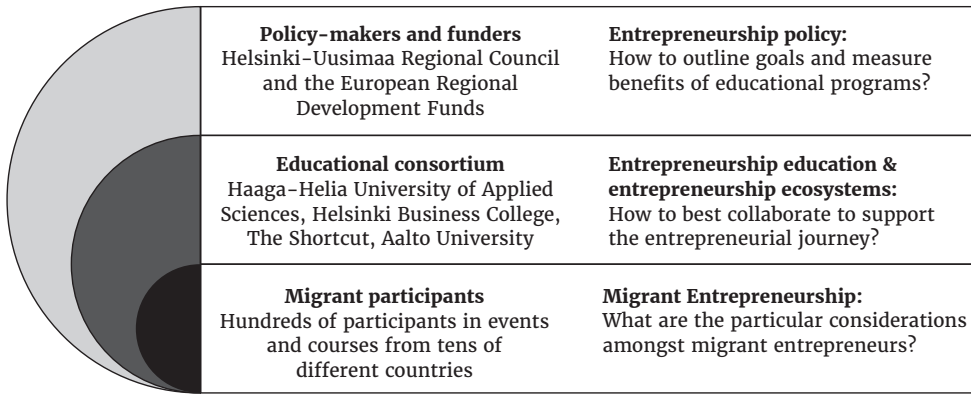 Policy-makers and funders
Helsinki-Uusimaa Regional Council
and the European Regional
Development Funds
Entrepreneurship policy:
How to outline goals and measure
benefits of educational programs?
Educational consortium
Haaga-Helia University of Applied
Sciences, Helsinki Business College,
The Shortcut, Aalto University
Entrepreneurship education &
entrepreneurship ecosystems:
How to best collaborate to support
the entrepreneurial journey?
Migrant participants
Hundreds of participants in events
and courses from tens of
different countries
Migrant Entrepreneurship:
What are the particular considerations
amongst migrant entrepreneurs?